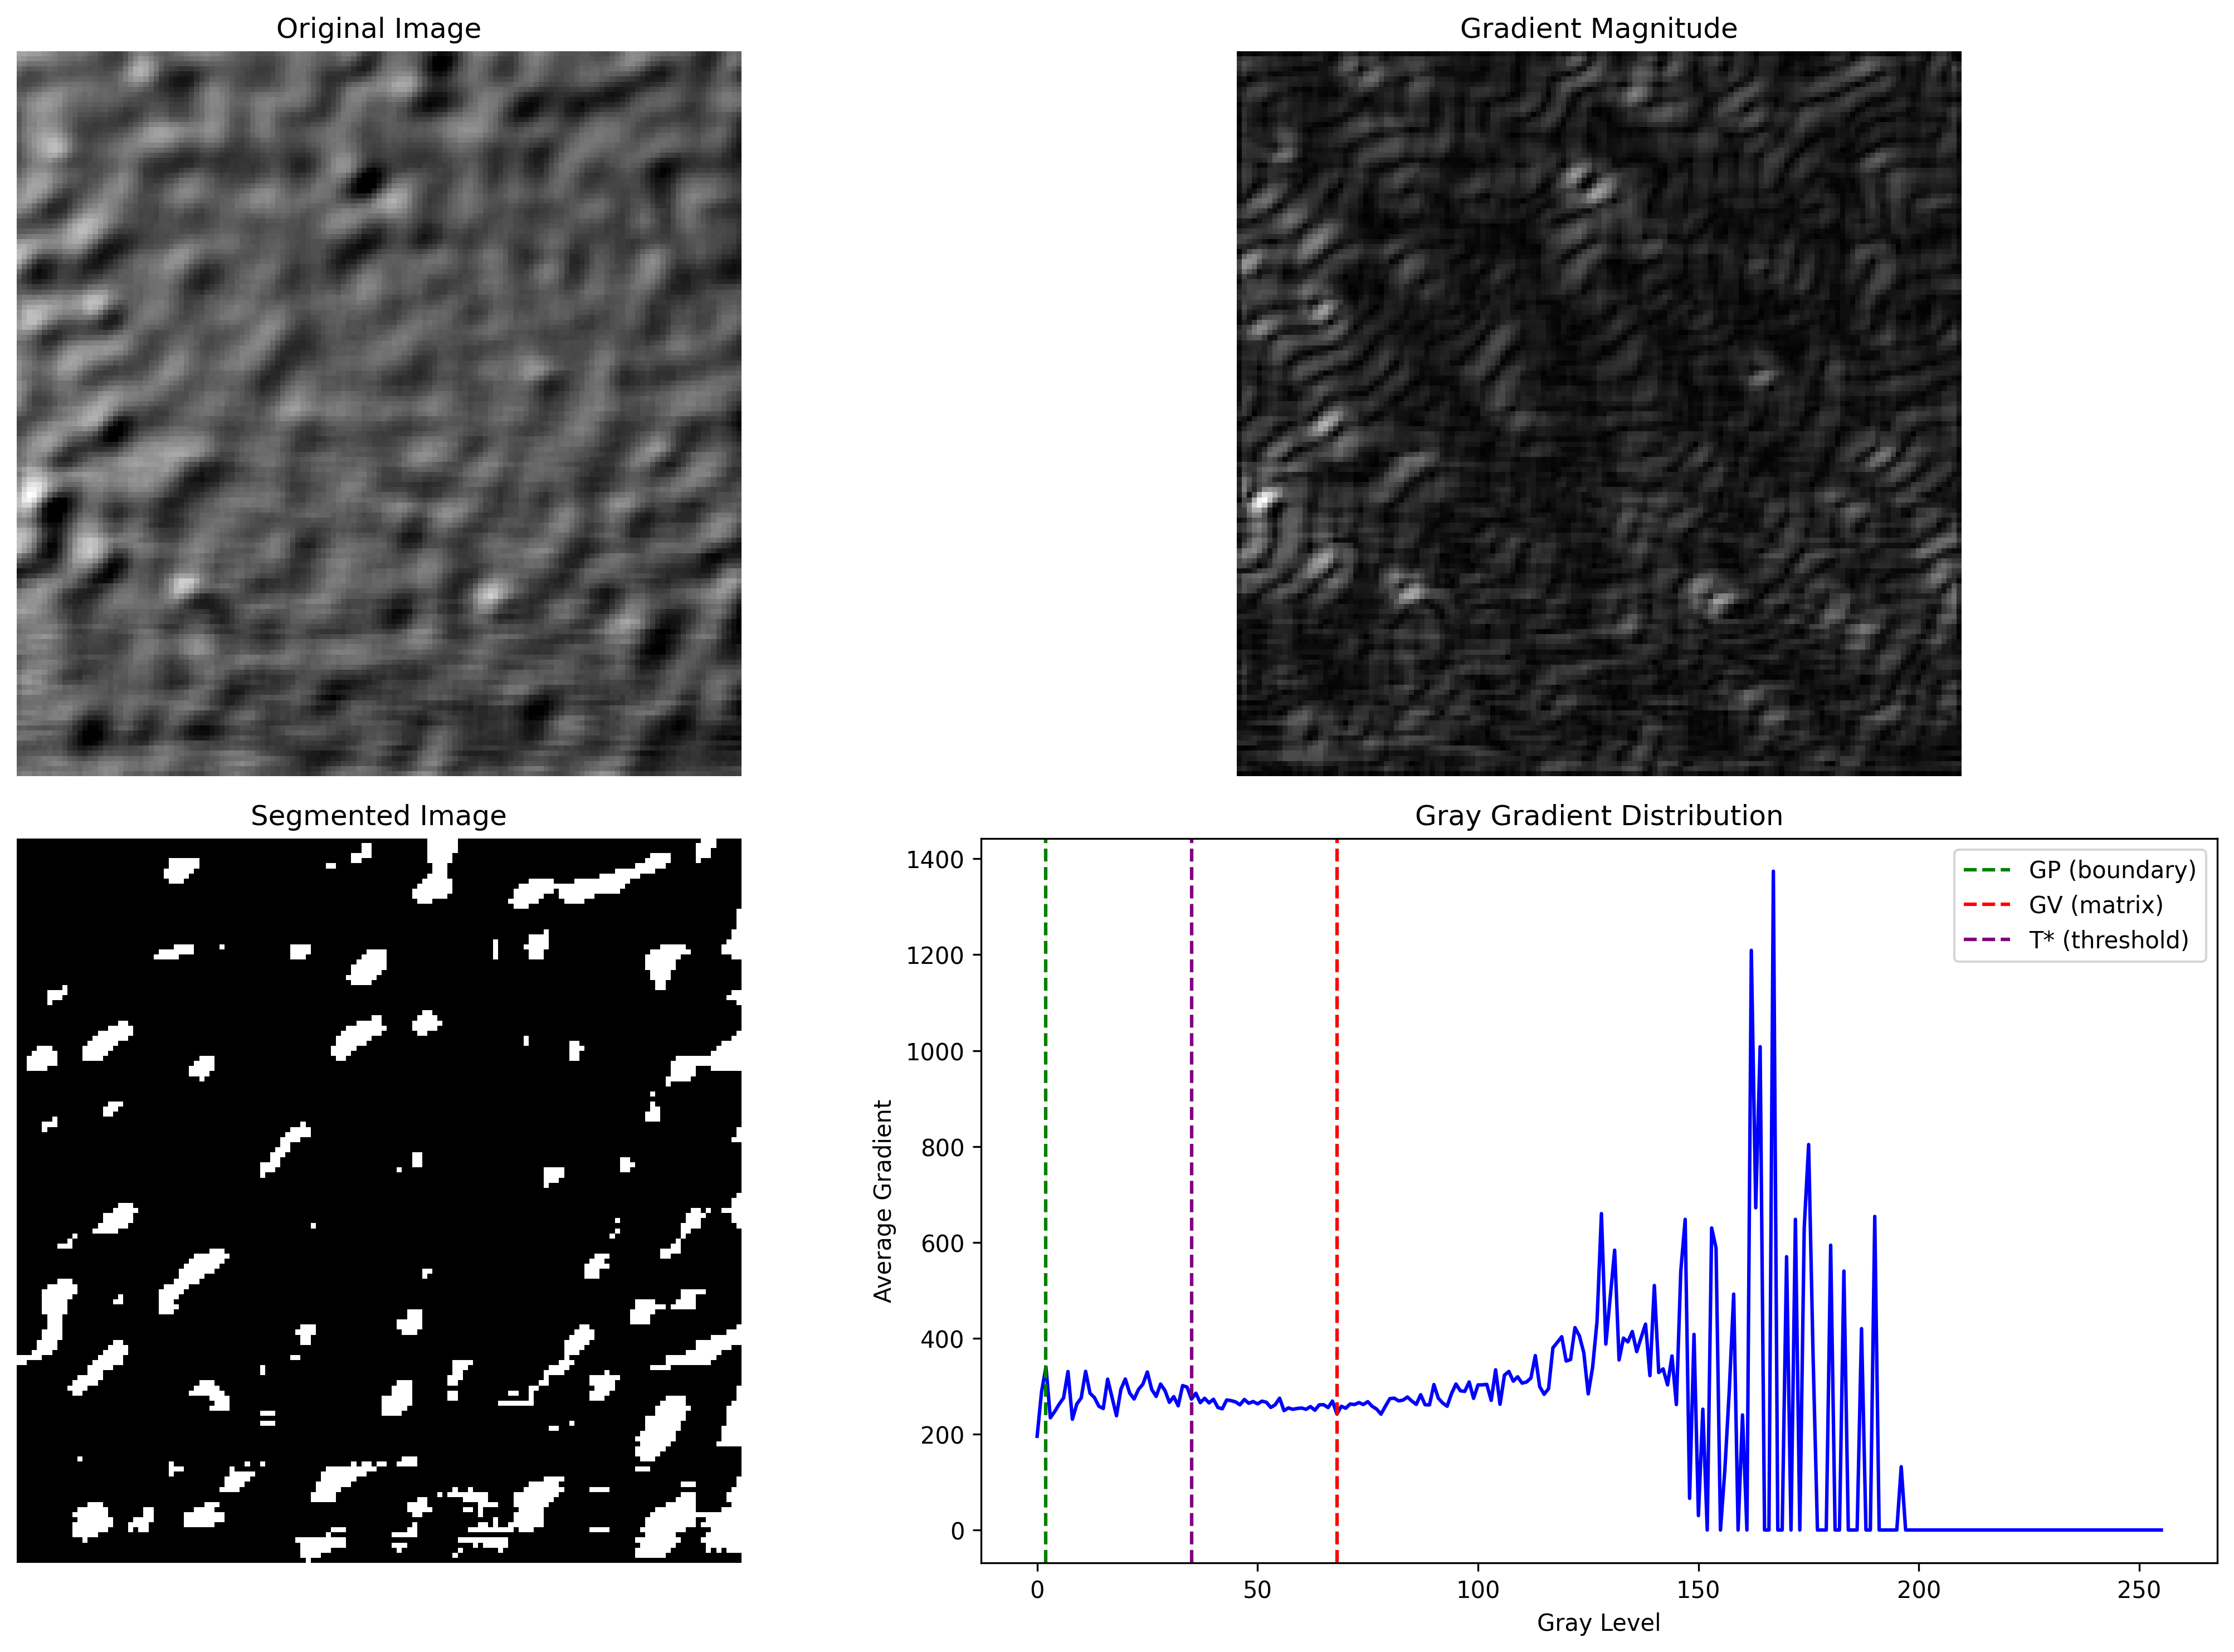 Original Image
Gradient Magnitude
Segmented Image
Gray Gradient Distribution
GP (boundary)
GV (matrix)
T* (threshold)
Average Gradient
1400
1200
1000
800
600
400
200
0
0 50 100 150 200 250
Gray Level